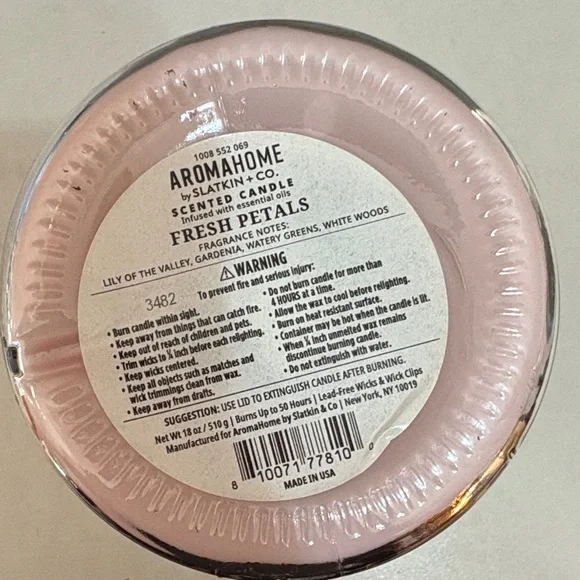 1008 552 069
AROMAHOME
by SLATKIN + CO.
SCENTED CANDLE
Infused with essential oils
FRESH PETALS
FRAGRANCE NOTES:
LILY OF THE VALLEY, GARDENIA, WATERY GREENS, WHITE WOODS
⚠WARNING
To prevent fire and serious injury:
3482
• Burn candle within sight.
• Keep away from things that can catch fire.
• Keep out of reach of children and pets.
• Trim wicks to ¼ inch before each relighting.
• Keep wicks centered.
• Keep all objects such as matches and
wick trimmings clean from wax.
• Keep away from drafts.
• Do not burn candle for more than
4 HOURS at a time.
• Allow the wax to cool before relighting.
• Burn on heat resistant surface.
• Container may be hot when the candle is lit.
• When ½ inch unmelted wax remains
discontinue burning candle.
• Do not extinguish with water.
SUGGESTION: USE LID TO EXTINGUISH CANDLE AFTER BURNING.
Net Wt 18 oz / 510 g | Burns Up to 50 Hours | Lead-Free Wicks & Wick Clips
Manufactured for AromaHome by Slatkin & Co | New York, NY 10019
8 10071 77810 0
MADE IN USA